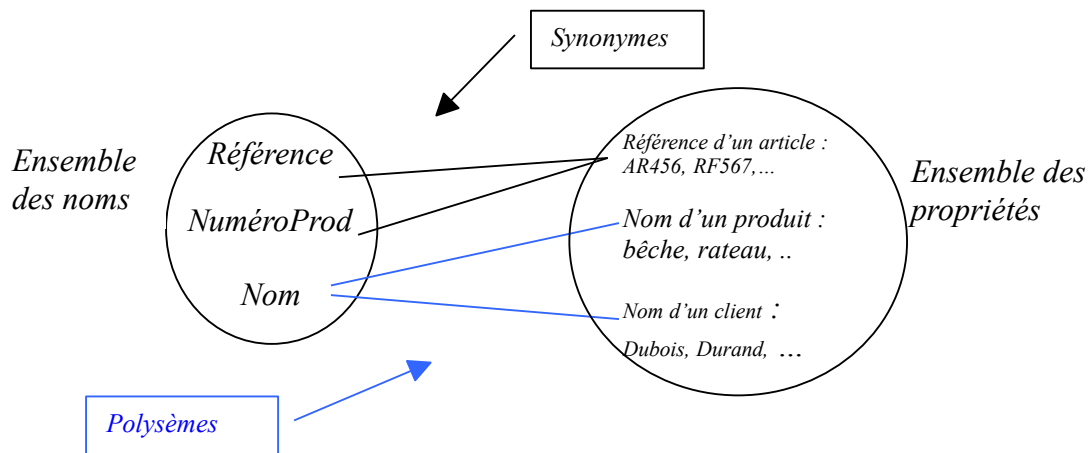 Synonymes
Ensemble
des noms
Référence
NuméroProd
Nom
Référence d'un article :
AR456, RF567,...
Nom d'un produit :
bêche, rateau, ..
Nom d'un client :
Dubois, Durand, ...
Ensemble des
propriétés
Polysèmes